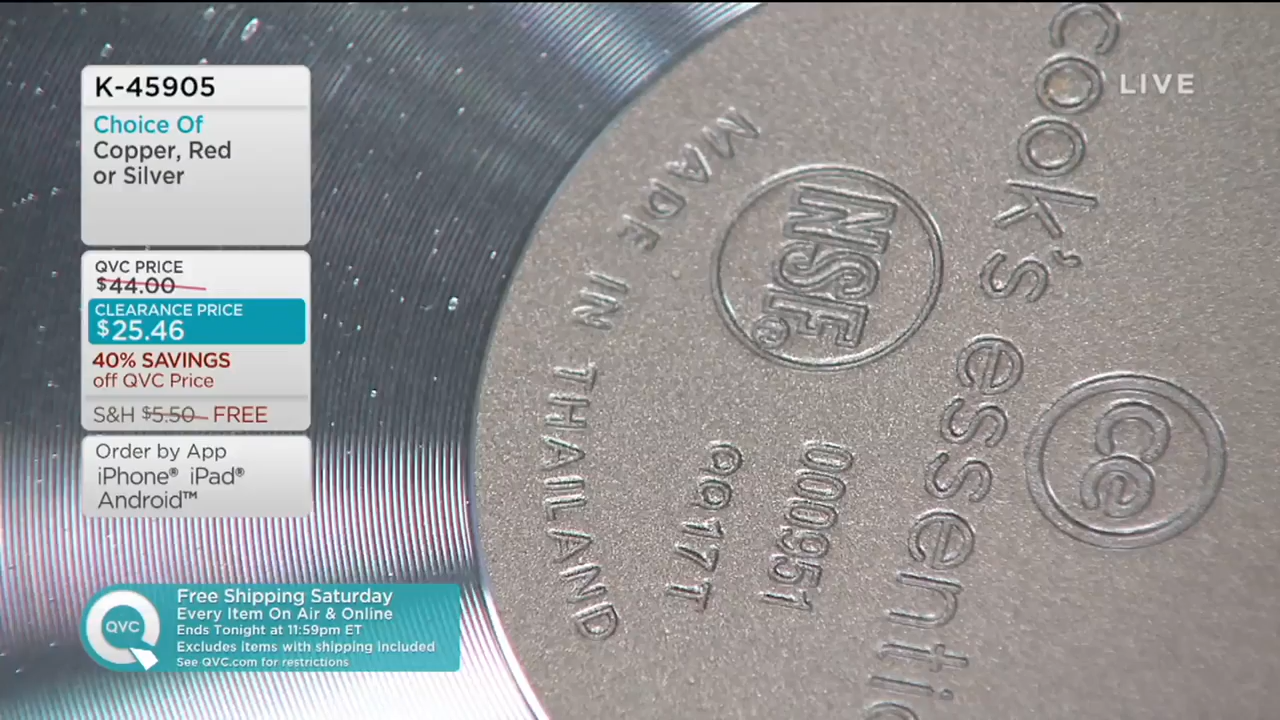 K-45905
Choice Of
Copper, Red
or Silver
QVC PRICE
$44.00
CLEARANCE PRICE
$25.46
40% SAVINGS
off QVC Price
S&H $5.50 FREE
Order by App
iPhone® iPad®
Android™
QVC
Free Shipping Saturday
Every Item On Air & Online
Ends Tonight at 11:59pm ET
Excludes items with shipping included
See QVC.com for restrictions
LIVE
cook's essentia
ce
NSF®
000951
MADE IN THAILAND